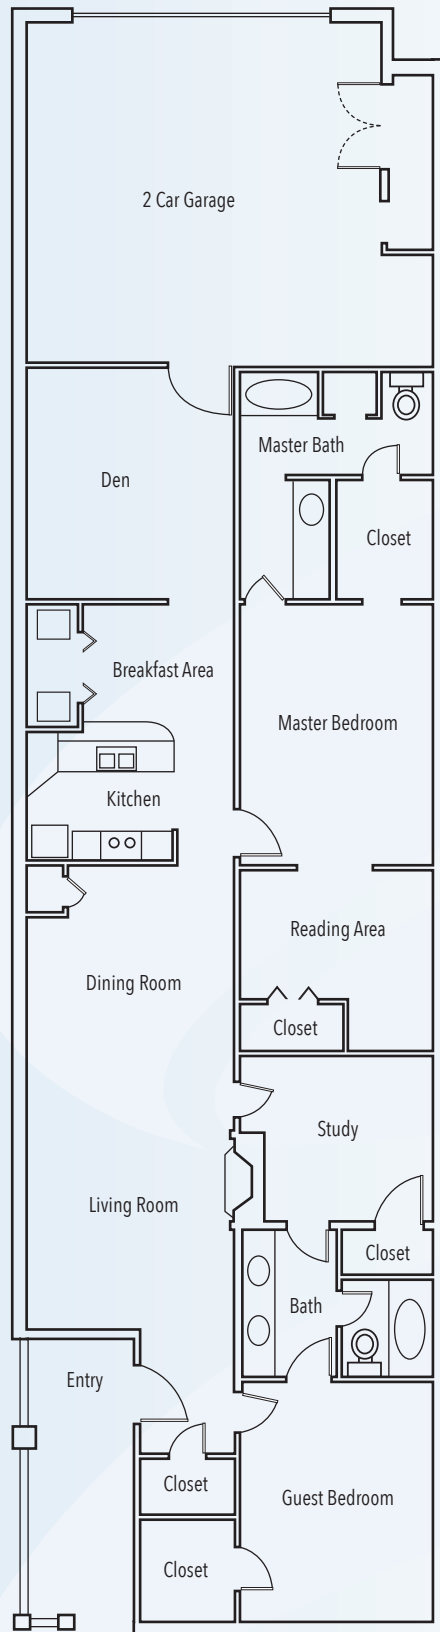 2 Car Garage
Master Bath
Den
Closet
Breakfast Area
Master Bedroom
Kitchen
Reading Area
Dining Room
Closet
Study
Living Room
Closet
Bath
Entry
Closet
Guest Bedroom
Closet